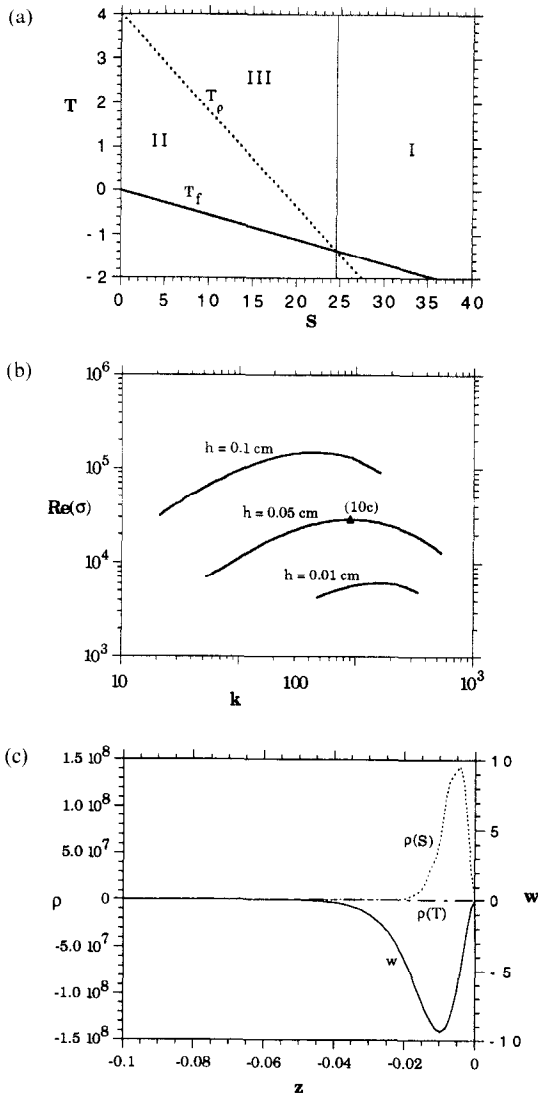 (a)
4
3
2
1
0
-1
-2
T
III
II
I
T_ρ
T_f
0 5 10 15 20 25 30 35 40
S
(b)
10^6
10^5
10^4
10^3
Re(σ)
h = 0.1 cm
h = 0.05 cm
(10c)
h = 0.01 cm
10 100 10^3
k
(c)
1.5 10^8
1.0 10^8
5.0 10^7
0
-5.0 10^7
-1.0 10^8
-1.5 10^8
ρ
10
5
0
-5
-10
w
ρ(S)
ρ(T)
w
-0.1 -0.08 -0.06 -0.04 -0.02 0
z